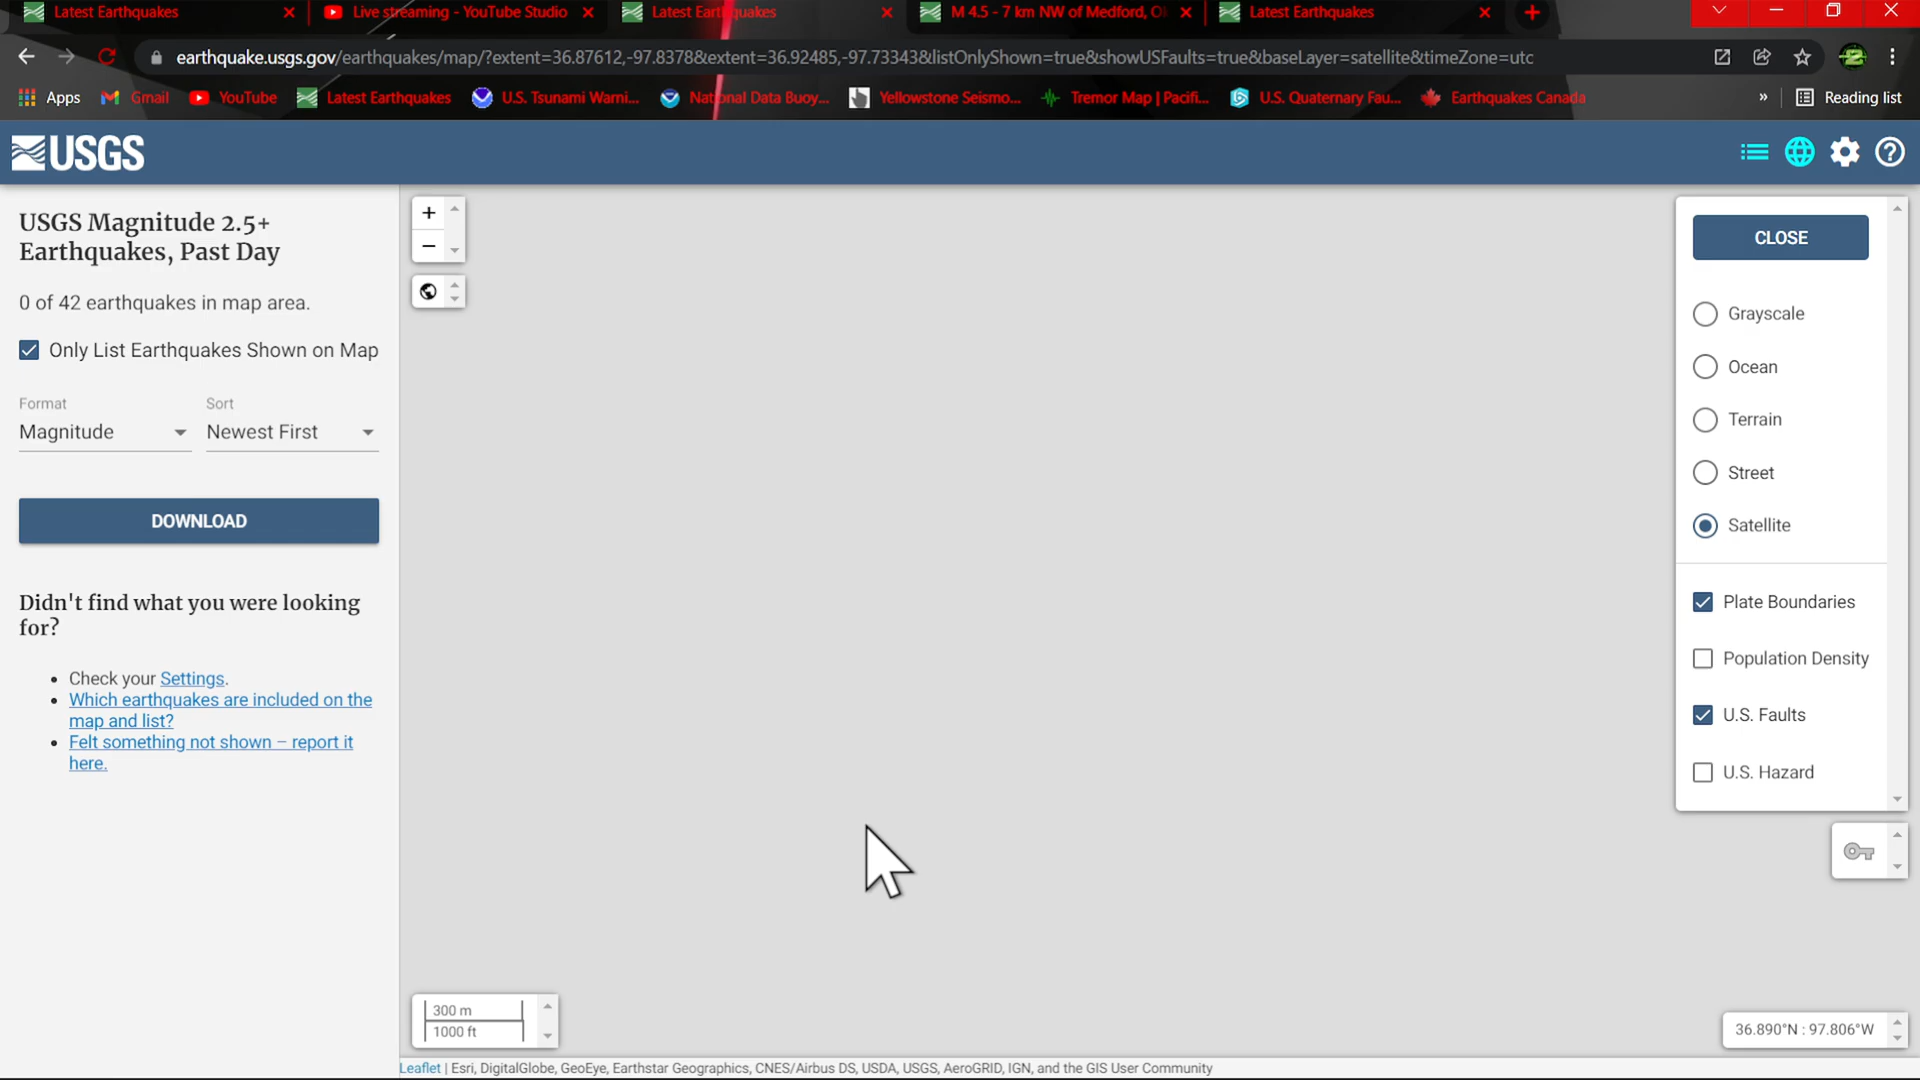 Latest Earthquakes
Live streaming - YouTube Studio
Latest Earthquakes
M 4.5 - 7 km NW of Medford, O
Latest Earthquakes
earthquake.usgs.gov/earthquakes/map/?extent=36.87612,-97.8378&extent=36.92485,-97.73343&listOnlyShown=true&showUSFaults=true&baseLayer=satellite&timeZone=utc
Apps
Gmail
YouTube
Latest Earthquakes
U.S. Tsunami Warni...
National Data Buoy...
Yellowstone Seismo...
Tremor Map | Pacifi...
U.S. Quaternary Fau...
Earthquakes Canada
»
Reading list
USGS
USGS Magnitude 2.5+
Earthquakes, Past Day
0 of 42 earthquakes in map area.
Only List Earthquakes Shown on Map
Format
Magnitude
Sort
Newest First
DOWNLOAD
Didn't find what you were looking
for?
Check your Settings.
Which earthquakes are included on the
map and list?
Felt something not shown – report it
here.
+
−
CLOSE
Grayscale
Ocean
Terrain
Street
Satellite
Plate Boundaries
Population Density
U.S. Faults
U.S. Hazard
300 m
1000 ft
36.890°N : 97.806°W
Leaflet | Esri, DigitalGlobe, GeoEye, Earthstar Geographics, CNES/Airbus DS, USDA, USGS, AeroGRID, IGN, and the GIS User Community